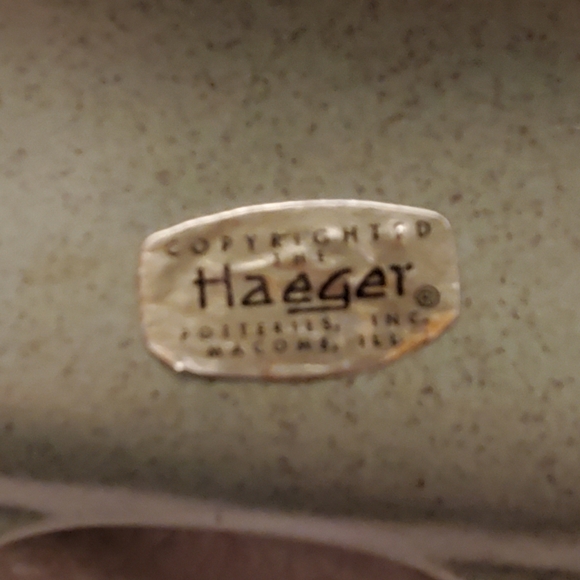 COPYRIGHTED
THE
Haeger®
POTTERIES, INC.
MACOMB, ILL.